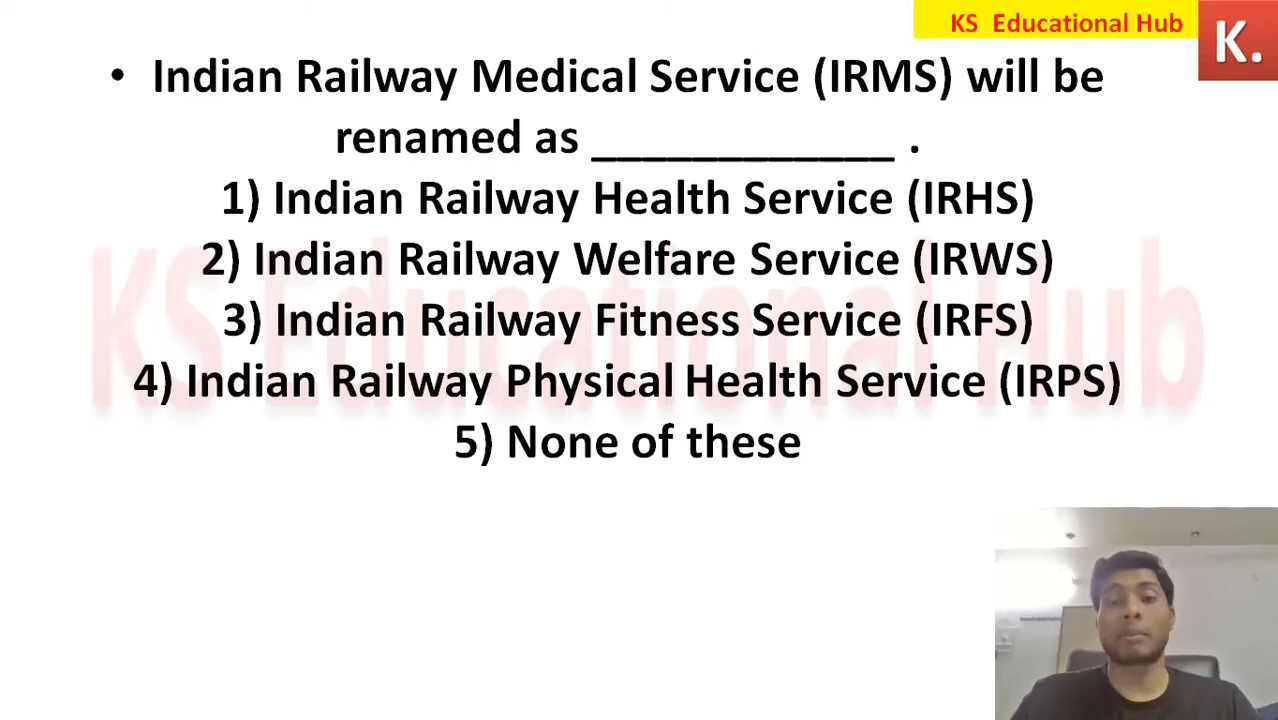 KS Educational Hub
K.
• Indian Railway Medical Service (IRMS) will be
renamed as ____________ .
1) Indian Railway Health Service (IRHS)
2) Indian Railway Welfare Service (IRWS)
3) Indian Railway Fitness Service (IRFS)
4) Indian Railway Physical Health Service (IRPS)
5) None of these
KS Educational Hub